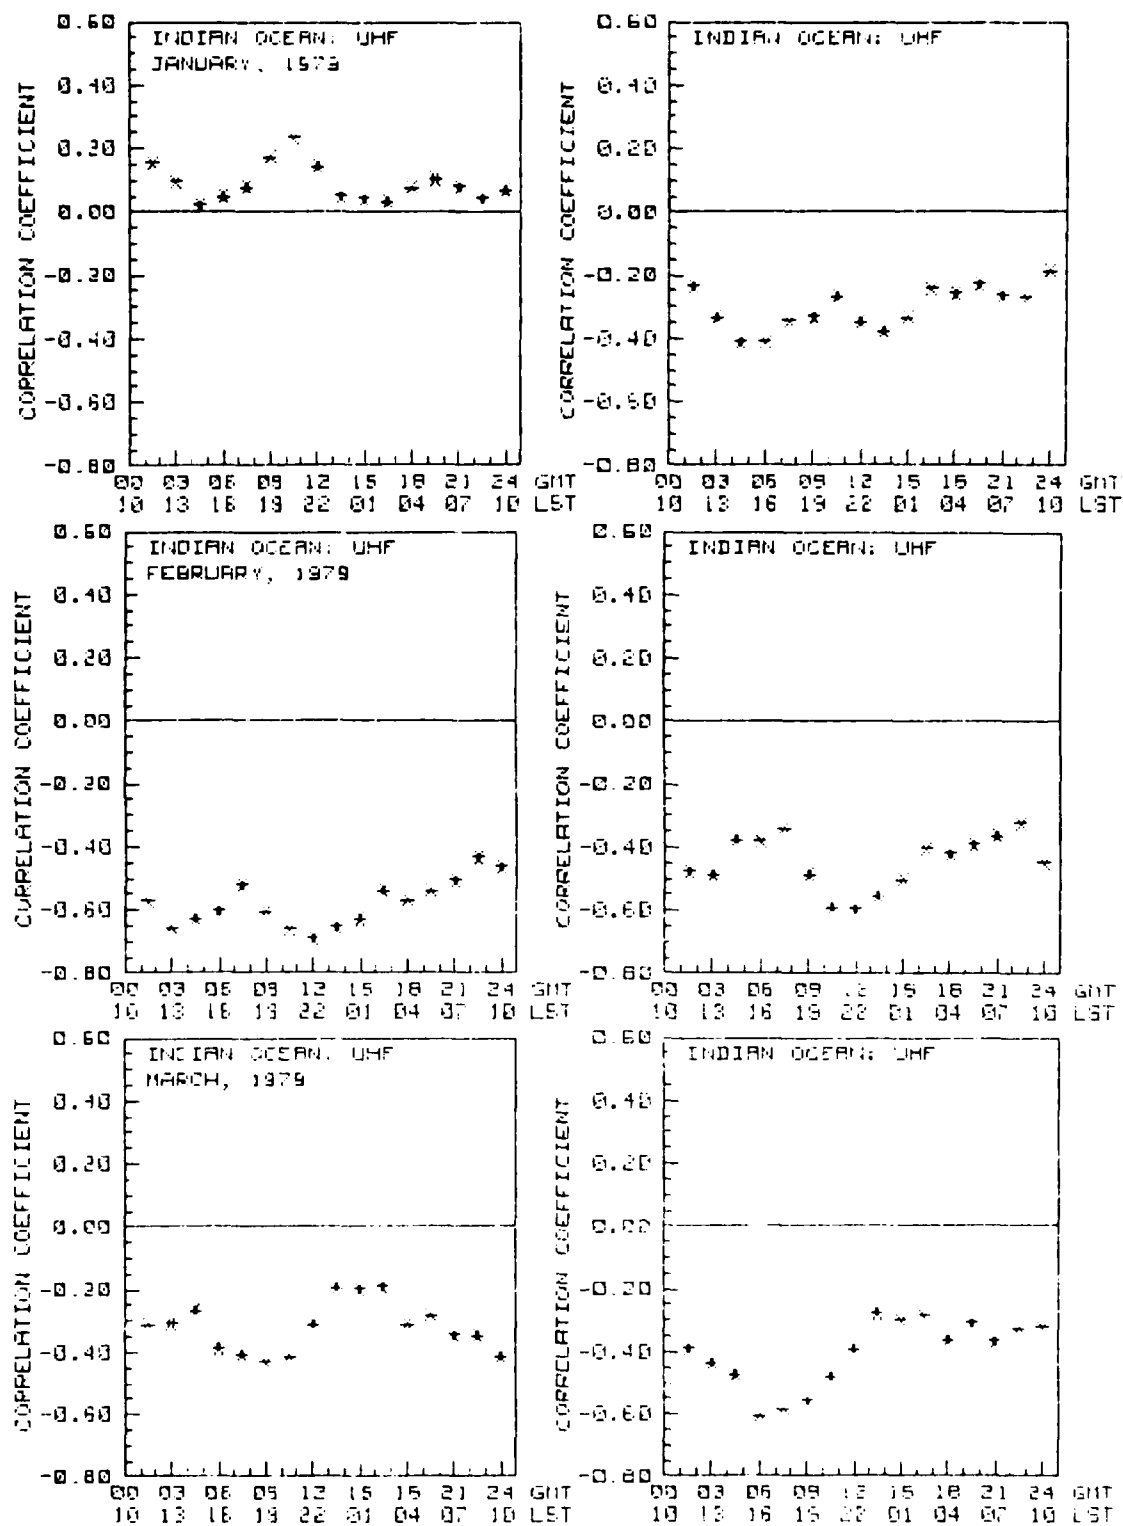 INDIAN OCEAN: UHF
JANUARY, 1979
CORRELATION COEFFICIENT
0.60
0.40
0.20
0.00
-0.20
-0.40
-0.60
-0.80
00 03 06 09 12 15 18 21 24 GMT
10 13 16 19 22 01 04 07 10 LST
INDIAN OCEAN: UHF
CORRELATION COEFFICIENT
0.60
0.40
0.20
0.00
-0.20
-0.40
-0.60
-0.80
00 03 06 09 12 15 18 21 24 GMT
10 13 16 19 22 01 04 07 10 LST
INDIAN OCEAN: UHF
FEBRUARY, 1979
CORRELATION COEFFICIENT
0.60
0.40
0.20
0.00
-0.20
-0.40
-0.60
-0.80
00 03 06 09 12 15 18 21 24 GMT
10 13 16 19 22 01 04 07 10 LST
INDIAN OCEAN: UHF
CORRELATION COEFFICIENT
0.60
0.40
0.20
0.00
-0.20
-0.40
-0.60
-0.80
00 03 06 09 12 15 18 21 24 GMT
10 13 16 19 22 01 04 07 10 LST
INDIAN OCEAN: UHF
MARCH, 1979
CORRELATION COEFFICIENT
0.60
0.40
0.20
0.00
-0.20
-0.40
-0.60
-0.80
00 03 06 09 12 15 18 21 24 GMT
10 13 16 19 22 01 04 07 10 LST
INDIAN OCEAN: UHF
CORRELATION COEFFICIENT
0.60
0.40
0.20
0.00
-0.20
-0.40
-0.60
-0.80
00 03 06 09 12 15 18 21 24 GMT
10 13 16 19 22 01 04 07 10 LST